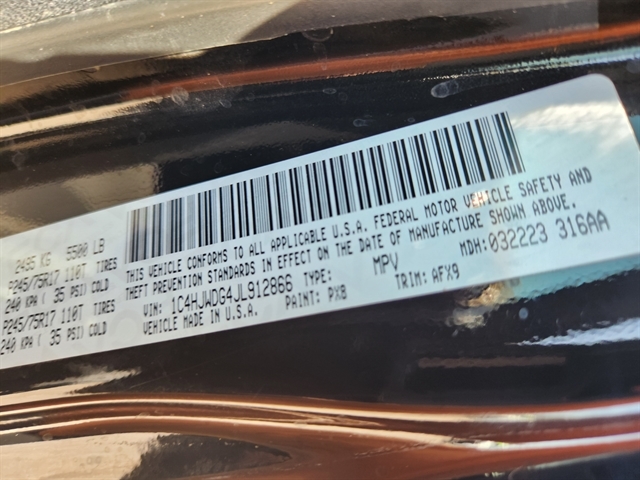 2495 KG 5500 LB
P245/75R17 110T TIRES
240 KPA ( 35 PSI) COLD
P245/75R17 110T TIRES
240 KPA ( 35 PSI) COLD
THIS VEHICLE CONFORMS TO ALL APPLICABLE U.S.A. FEDERAL MOTOR VEHICLE SAFETY AND
THEFT PREVENTION STANDARDS IN EFFECT ON THE DATE OF MANUFACTURE SHOWN ABOVE.
VIN: 1C4HJWDG4JL912866 TYPE: MPV MDH: 032223 316AA
VEHICLE MADE IN U.S.A. PAINT: PX8 TRIM: AFX9